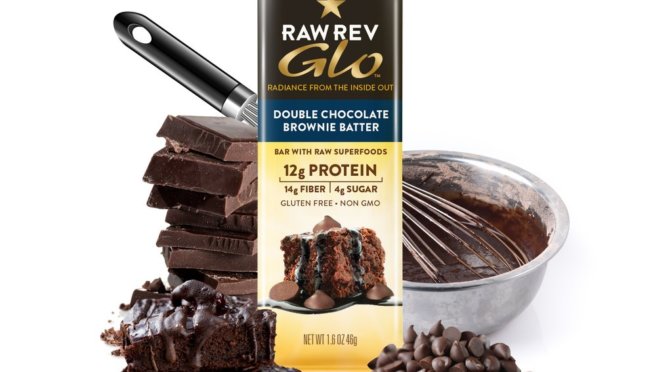 RAW REV
Glo™
RADIANCE FROM THE INSIDE OUT
DOUBLE CHOCOLATE
BROWNIE BATTER
BAR WITH RAW SUPERFOODS
12g PROTEIN
14g FIBER | 4g SUGAR
GLUTEN FREE • NON GMO
NET WT 1.6 OZ 46g